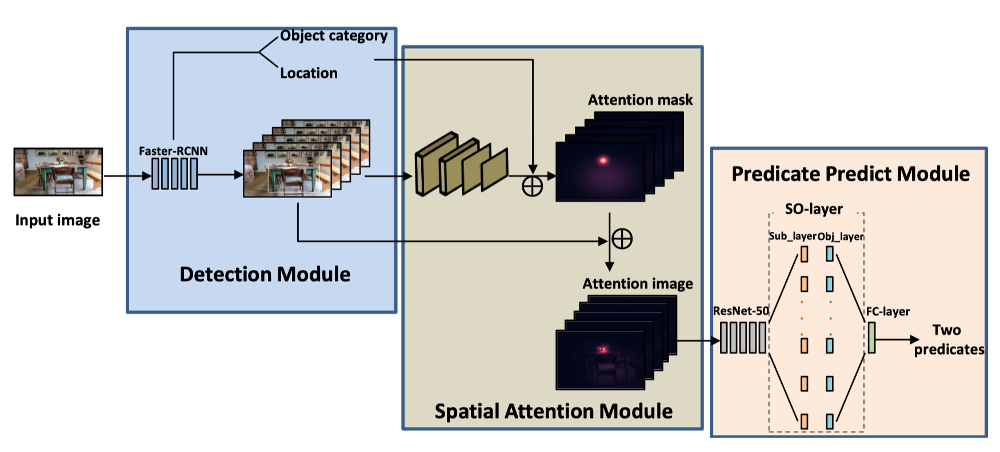 Object category
Location
Faster-RCNN
Input image
Detection Module
Attention mask
Attention image
Spatial Attention Module
Predicate Predict Module
SO-layer
Sub_layer Obj_layer
ResNet-50
FC-layer
Two
predicates